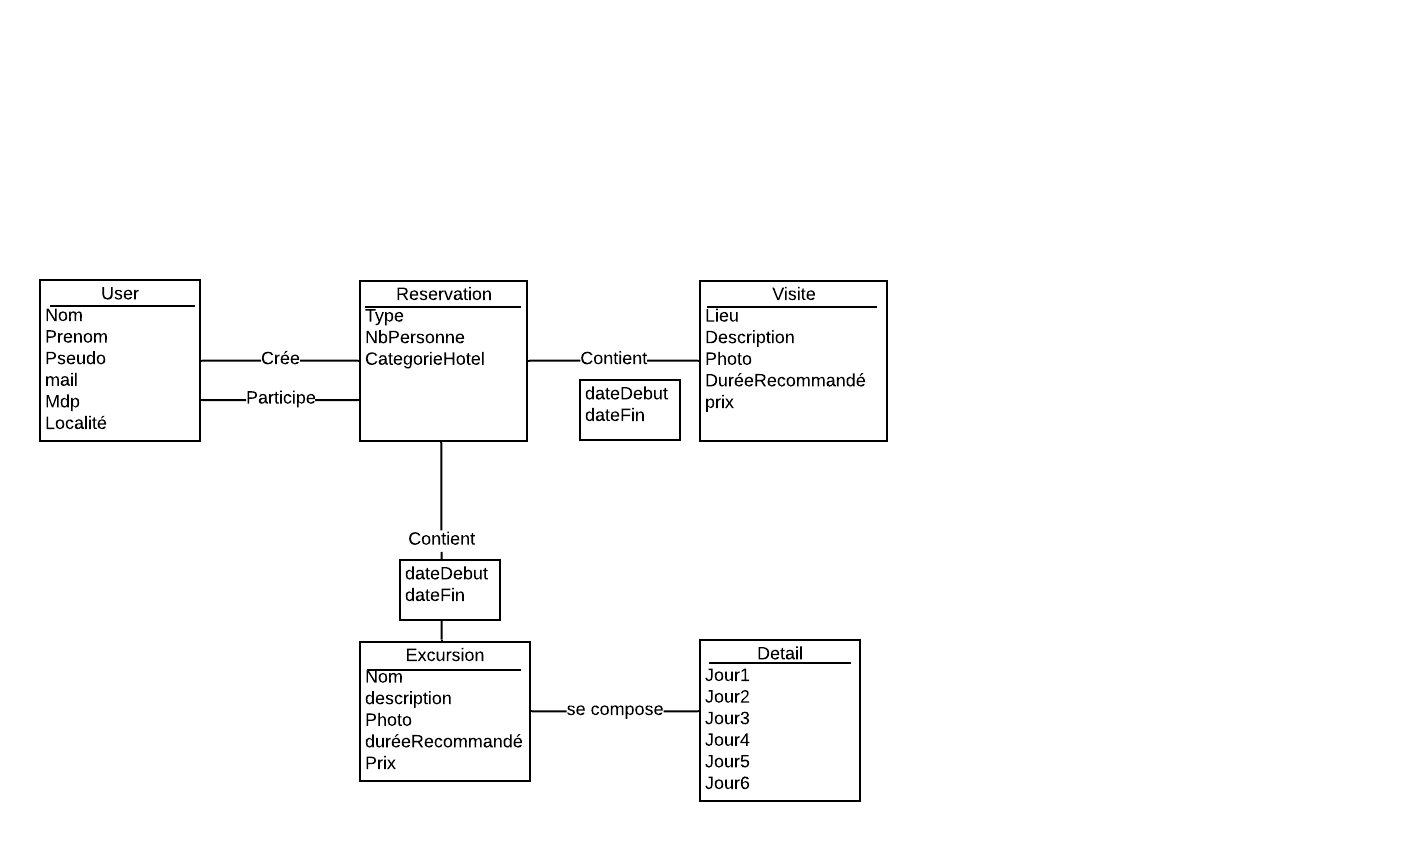 User
Nom
Prenom
Pseudo
mail
Mdp
Localité
Crée
Participe
Reservation
Type
NbPersonne
CategorieHotel
Contient
dateDebut
dateFin
Visite
Lieu
Description
Photo
DuréeRecommandé
prix
Contient
dateDebut
dateFin
Excursion
Nom
description
Photo
duréeRecommandé
Prix
se compose
Detail
Jour1
Jour2
Jour3
Jour4
Jour5
Jour6